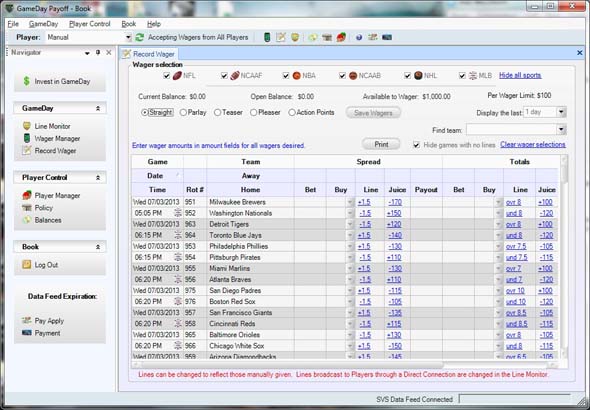 GameDay Payoff - Book
File GameDay Player Control Book Help
Player: Manual Accepting Wagers from All Players
Navigator
Invest in GameDay
GameDay
Line Monitor
Wager Manager
Record Wager
Player Control
Player Manager
Policy
Balances
Book
Log Out
Data Feed Expiration:
Pay Apply
Payment
Record Wager
Wager selection
NFL NCAAF NBA NCAAB NHL MLB Hide all sports
Current Balance: $0.00 Open Balance: $0.00 Available to Wager: $1,000.00 Per Wager Limit: $100
Straight Parlay Teaser Pleaser Action Points Save Wagers Display the last: 1 day
Find team:
Enter wager amounts in amount fields for all wagers desired. Print Hide games with no lines Clear wager selections
Game Team Spread Totals
Date Away
Time Rot # Home Bet Buy Line Juice Payout Bet Buy Line Juice
Wed 07/03/2013 951 Milwaukee Brewers +1.5 -170 ovr 8 +100
05:05 PM 952 Washington Nationals -1.5 +150 und 8 -120
Wed 07/03/2013 963 Detroit Tigers -1.5 +120 ovr 8 +100
06:15 PM 964 Toronto Blue Jays +1.5 -140 und 8 -120
Wed 07/03/2013 953 Philadelphia Phillies +1.5 -130 ovr 7.5 -105
06:15 PM 954 Pittsburgh Pirates -1.5 +110 und 7.5 -115
Wed 07/03/2013 955 Miami Marlins +1.5 -130 ovr 7 +100
06:20 PM 956 Atlanta Braves -1.5 +110 und 7 -120
Wed 07/03/2013 975 San Diego Padres +1.5 -115 ovr 10 +100
06:20 PM 976 Boston Red Sox -1.5 -105 und 10 -120
Wed 07/03/2013 957 San Francisco Giants +1.5 -135 ovr 8.5 -105
06:20 PM 958 Cincinnati Reds -1.5 +115 und 8.5 -115
Wed 07/03/2013 965 Baltimore Orioles -1.5 +130 ovr 9 -105
06:20 PM 966 Chicago White Sox +1.5 -150 und 9 -115
Wed 07/03/2013 959 Arizona Diamondbacks +1.5 -145 ovr 6.5 -105
Lines can be changed to reflect those manually given. Lines broadcast to Players through a Direct Connection are changed in the Line Monitor.
SVS Data Feed Connected